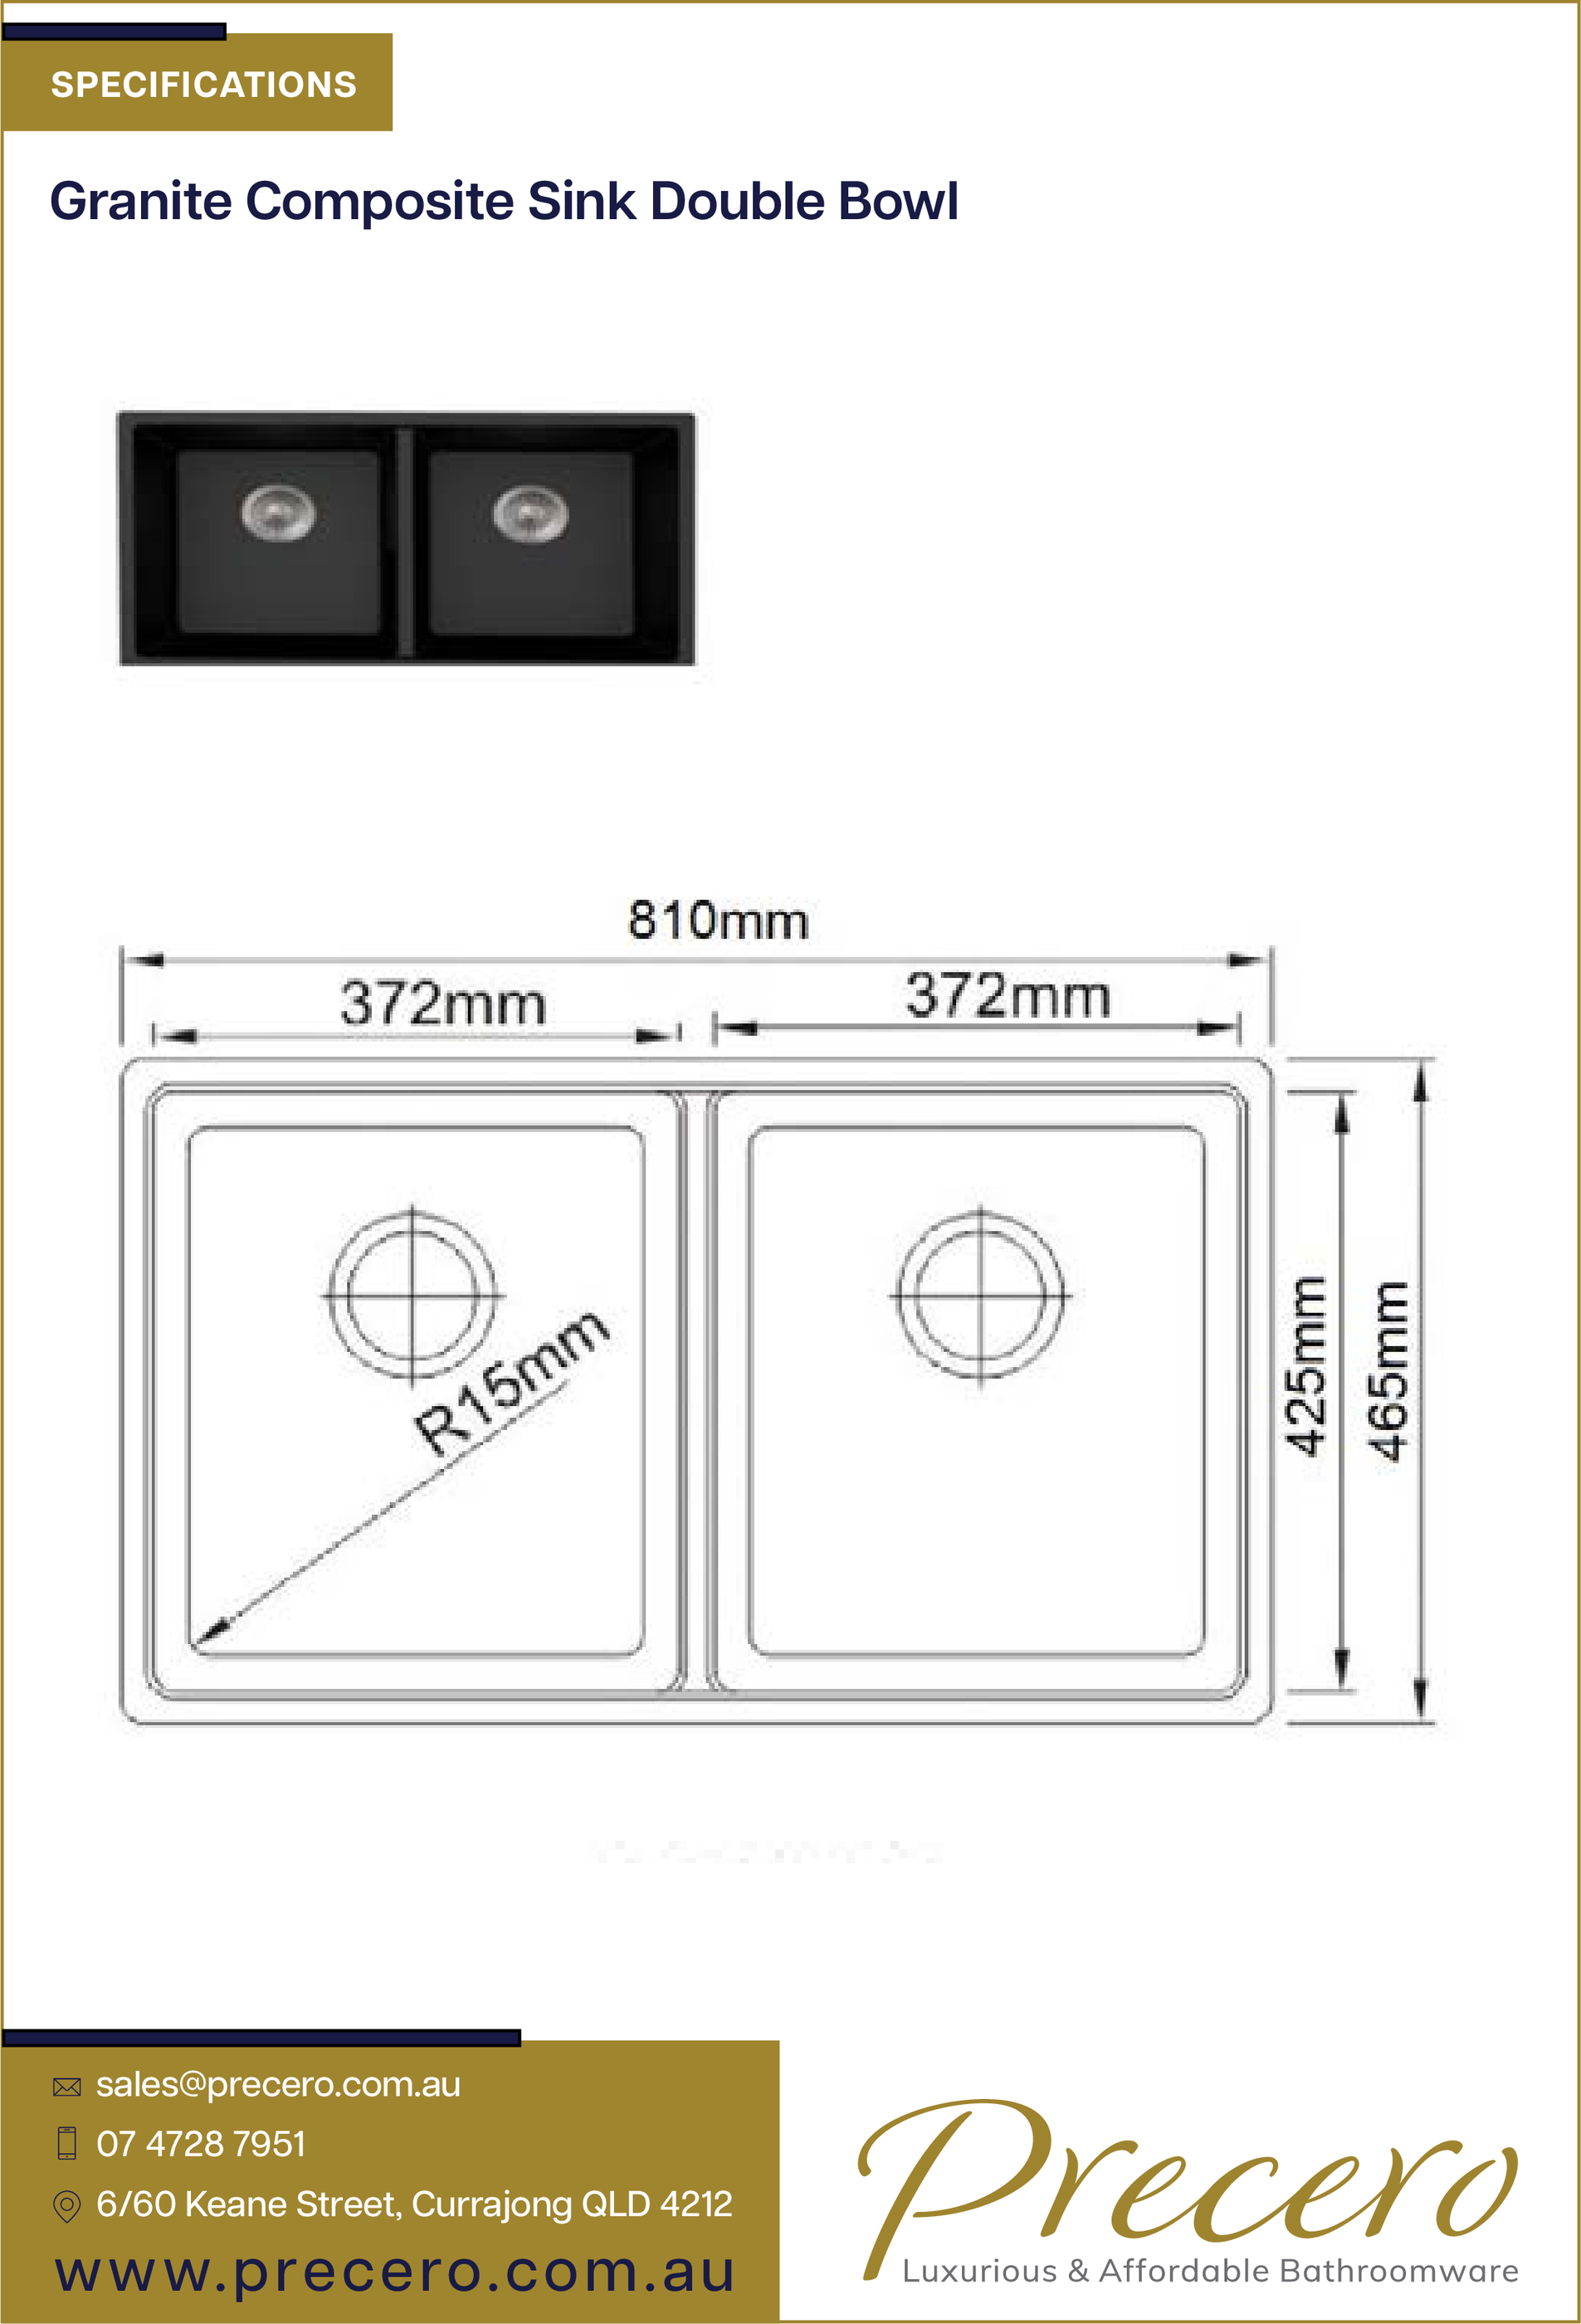 SPECIFICATIONS
Granite Composite Sink Double Bowl
810mm
372mm
372mm
R15mm
425mm
465mm
sales@precero.com.au
07 4728 7951
6/60 Keane Street, Currajong QLD 4212
www.precero.com.au
Precero
Luxurious & Affordable Bathroomware